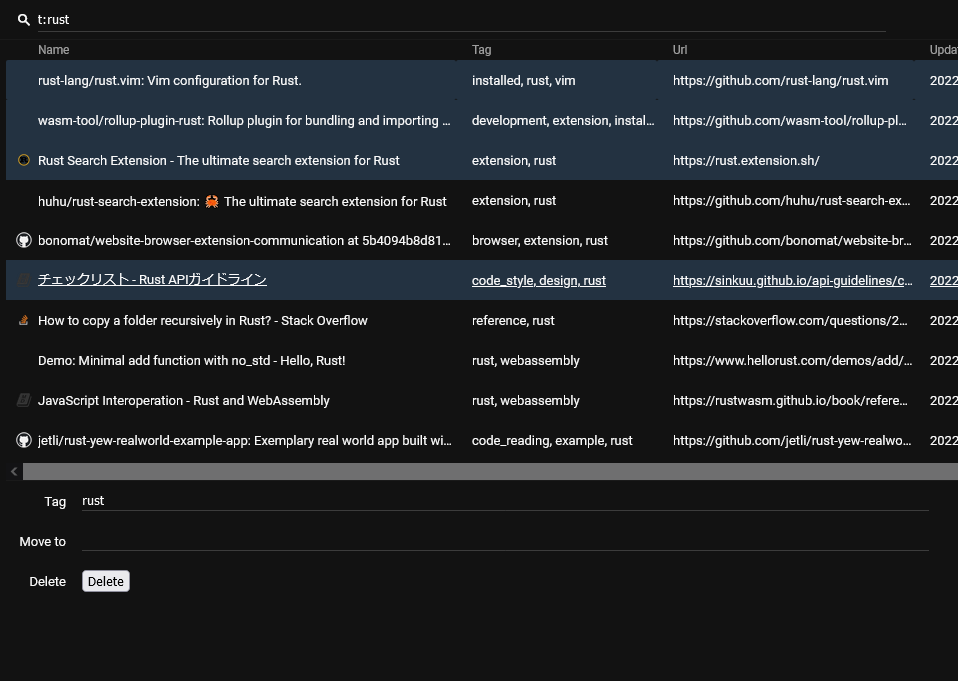 t:rust
Name Tag Url Upda
rust-lang/rust.vim: Vim configuration for Rust. installed, rust, vim https://github.com/rust-lang/rust.vim 2022
wasm-tool/rollup-plugin-rust: Rollup plugin for bundling and importing ... development, extension, instal... https://github.com/wasm-tool/rollup-pl... 2022
Rust Search Extension - The ultimate search extension for Rust extension, rust https://rust.extension.sh/ 2022
huhu/rust-search-extension: 🦀 The ultimate search extension for Rust extension, rust https://github.com/huhu/rust-search-ex... 2022
bonomat/website-browser-extension-communication at 5b4094b8d81... browser, extension, rust https://github.com/bonomat/website-br... 2022
チェックリスト - Rust APIガイドライン code_style, design, rust https://sinkuu.github.io/api-guidelines/c... 2022
How to copy a folder recursively in Rust? - Stack Overflow reference, rust https://stackoverflow.com/questions/2... 2022
Demo: Minimal add function with no_std - Hello, Rust! rust, webassembly https://www.hellorust.com/demos/add/... 2022
JavaScript Interoperation - Rust and WebAssembly rust, webassembly https://rustwasm.github.io/book/refere... 2022
jetli/rust-yew-realworld-example-app: Exemplary real world app built wi... code_reading, example, rust https://github.com/jetli/rust-yew-realwo... 2022
Tag rust
Move to
Delete Delete